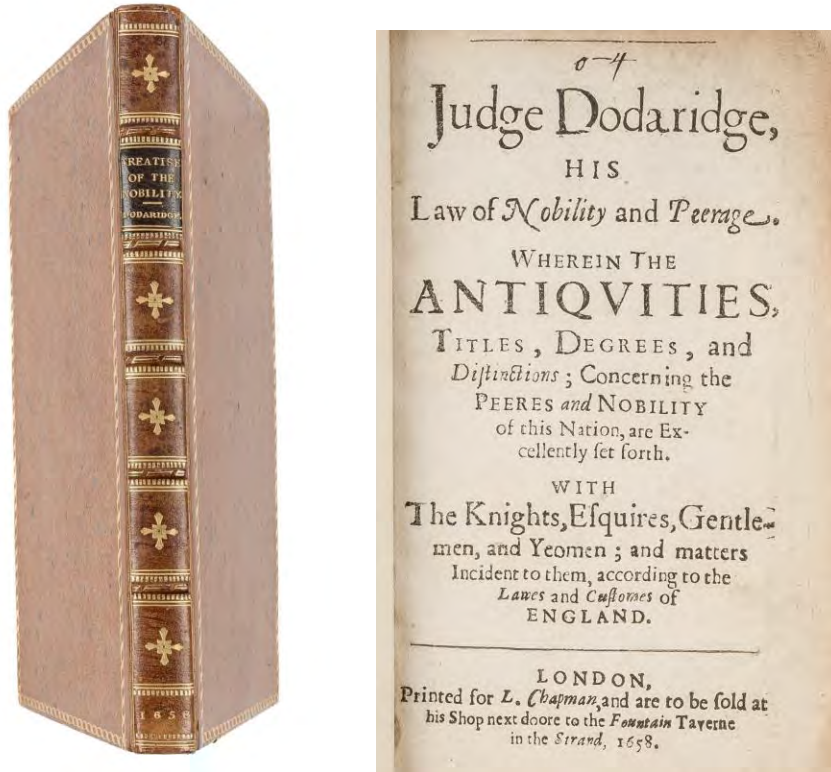 TREATISE
OF THE
NOBILITY
DODARIDGE
1658
o-4
Judge Dodaridge,
HIS
Law of Nobility and Peerage.
WHEREIN THE
ANTIQVITIES,
TITLES, DEGREES, and
Diſtinctions; Concerning the
PEERES and NOBILITY
of this Nation, are Ex-
cellently ſet forth.
WITH
The Knights, Eſquires, Gentle-
men, and Yeomen; and matters
Incident to them, according to the
Lawes and Cuſtomes of
ENGLAND.
LONDON,
Printed for L. Chapman, and are to be ſold at
his Shop next doore to the Fountain Taverne
in the Strand, 1658.